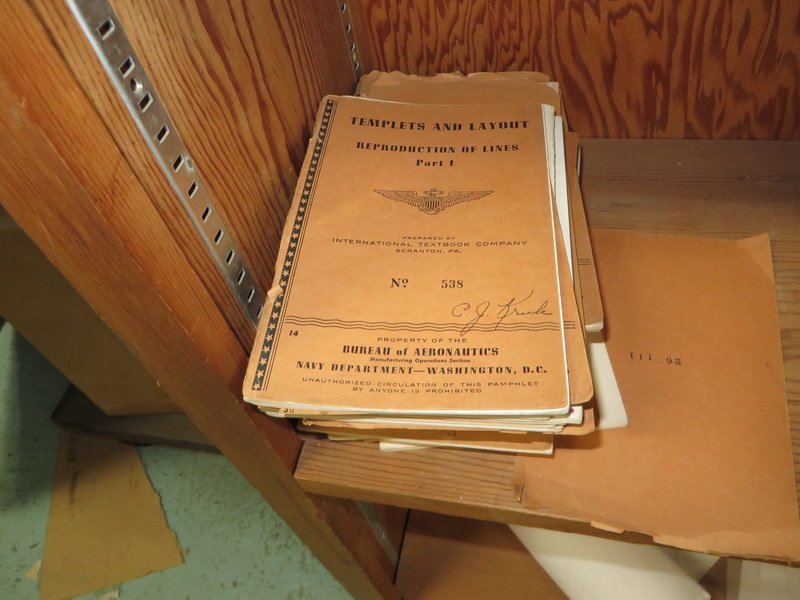 TEMPLETS AND LAYOUT
REPRODUCTION OF LINES
Part 1
PREPARED BY
INTERNATIONAL TEXTBOOK COMPANY
SCRANTON, PA.
Nº 538
C. J. Kruk
14
PROPERTY OF THE
BUREAU of AERONAUTICS
Manufacturing Operations Section
NAVY DEPARTMENT—WASHINGTON, D.C.
UNAUTHORIZED CIRCULATION OF THIS PAMPHLET
BY ANYONE IS PROHIBITED